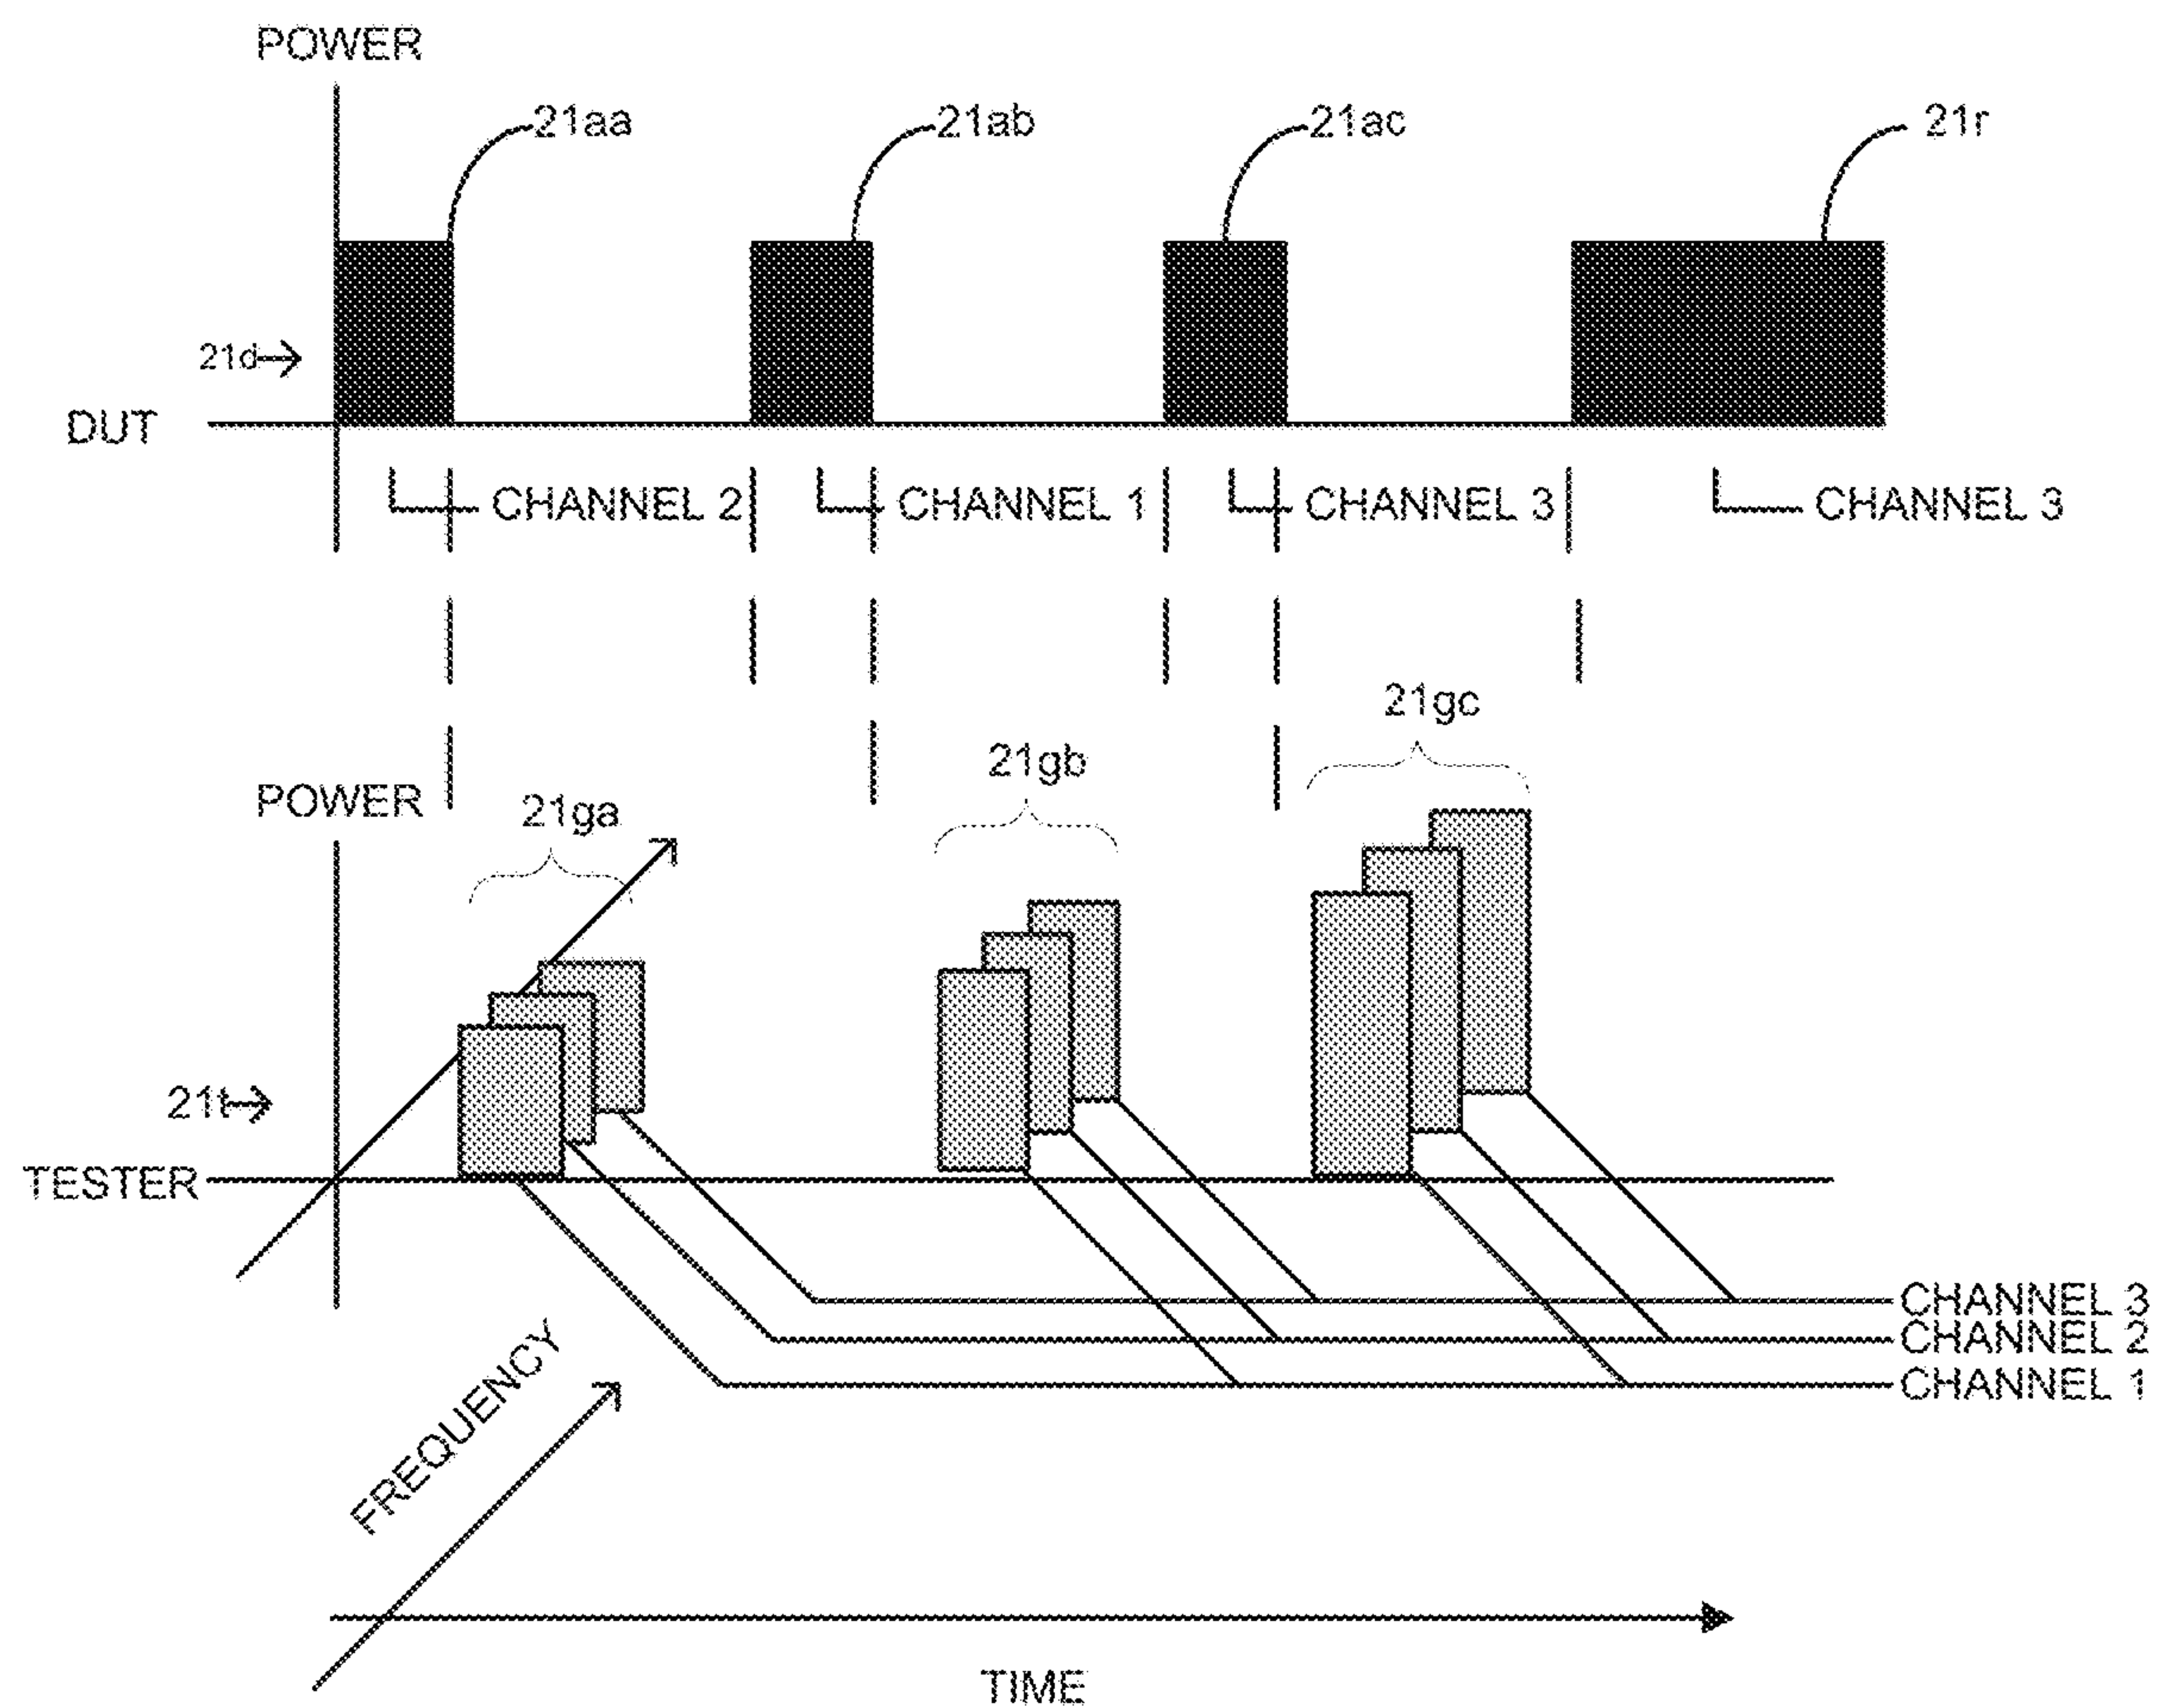 POWER
21aa
21ab
21ac
21r
21d
DUT
CHANNEL 2
CHANNEL 1
CHANNEL 3
CHANNEL 3
21gc
21gb
POWER
21ga
21t
TESTER
CHANNEL 3
CHANNEL 2
CHANNEL 1
FREQUENCY
TIME